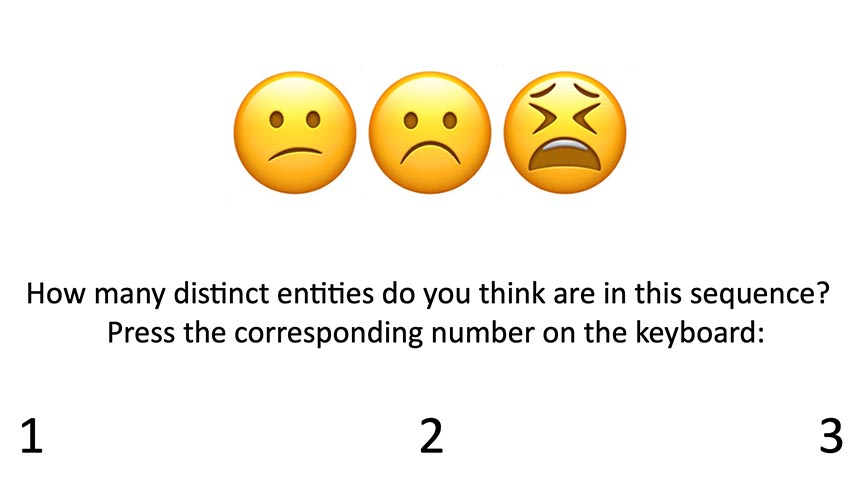 How many distinct entities do you think are in this sequence?
Press the corresponding number on the keyboard:
1 2 3